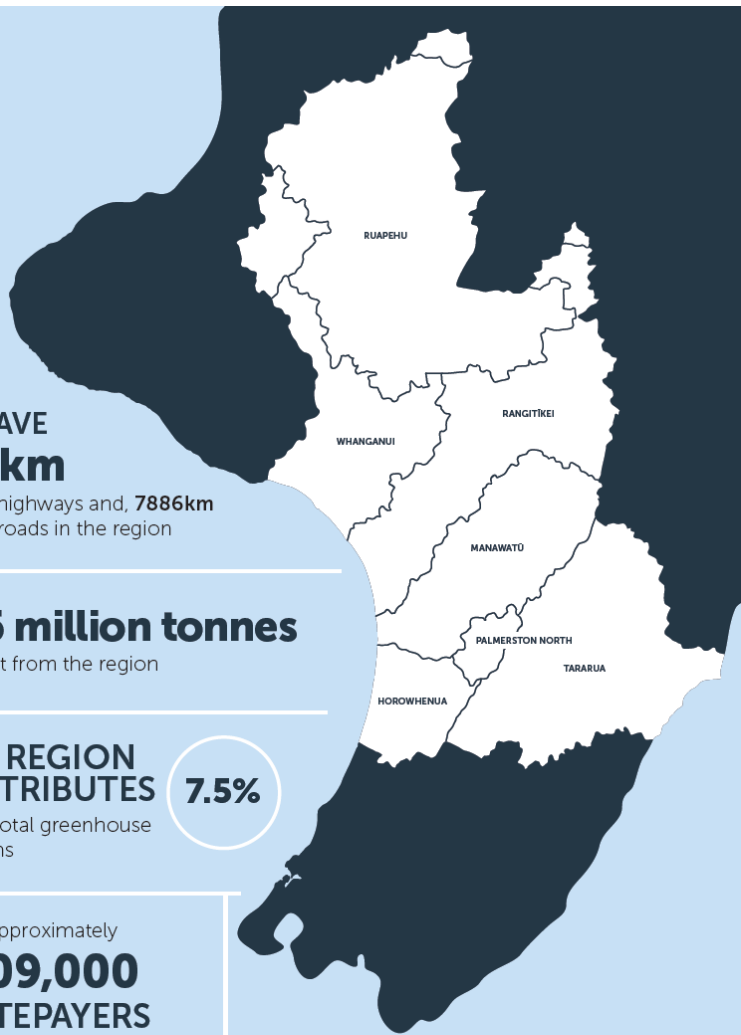 RUAPEHU
RANGITĪKEI
WHANGANUI
MANAWATŪ
PALMERSTON NORTH
TARARUA
HOROWHENUA
AVE
km
highways and, 7886km
roads in the region
million tonnes
from the region
REGION
TRIBUTES
7.5%
otal greenhouse
ns
pproximately
09,000
TEPAYERS